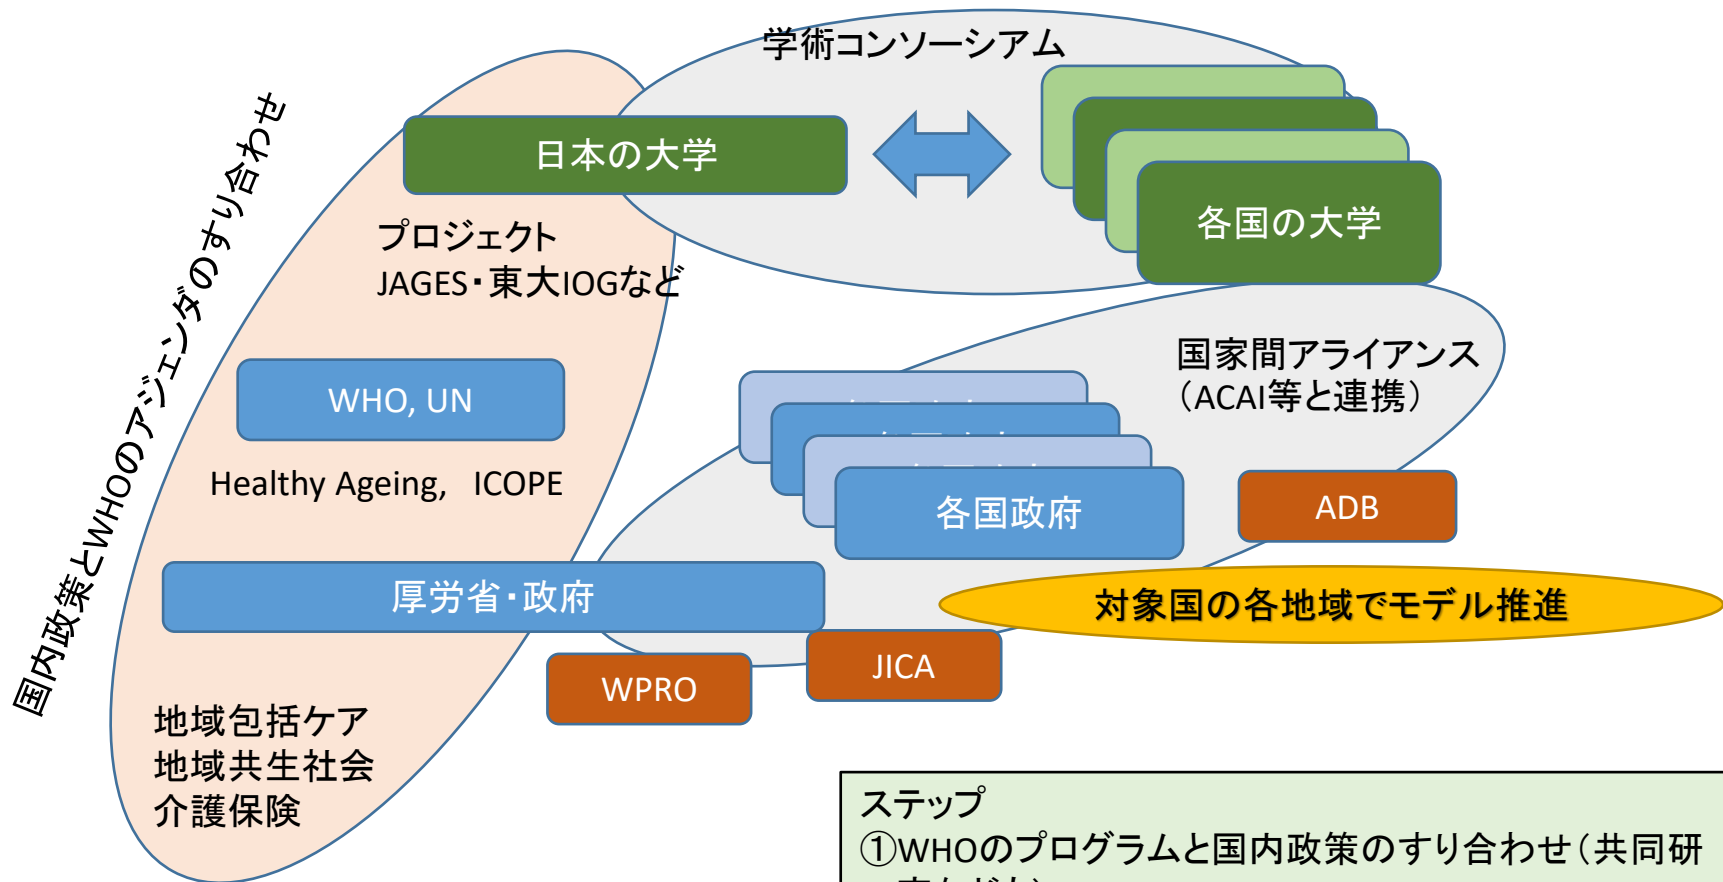 学術コンソーシアム
国内政策とWHOのアジェンダのすり合わせ
日本の大学
各国の大学
プロジェクト
JAGES・東大IOGなど
国家間アライアンス
（ACAI等と連携）
WHO, UN
Healthy Ageing, ICOPE
各国政府
ADB
厚労省・政府
対象国の各地域でモデル推進
WPRO
JICA
地域包括ケア
地域共生社会
介護保険
ステップ
①WHOのプログラムと国内政策のすり合わせ（共同研